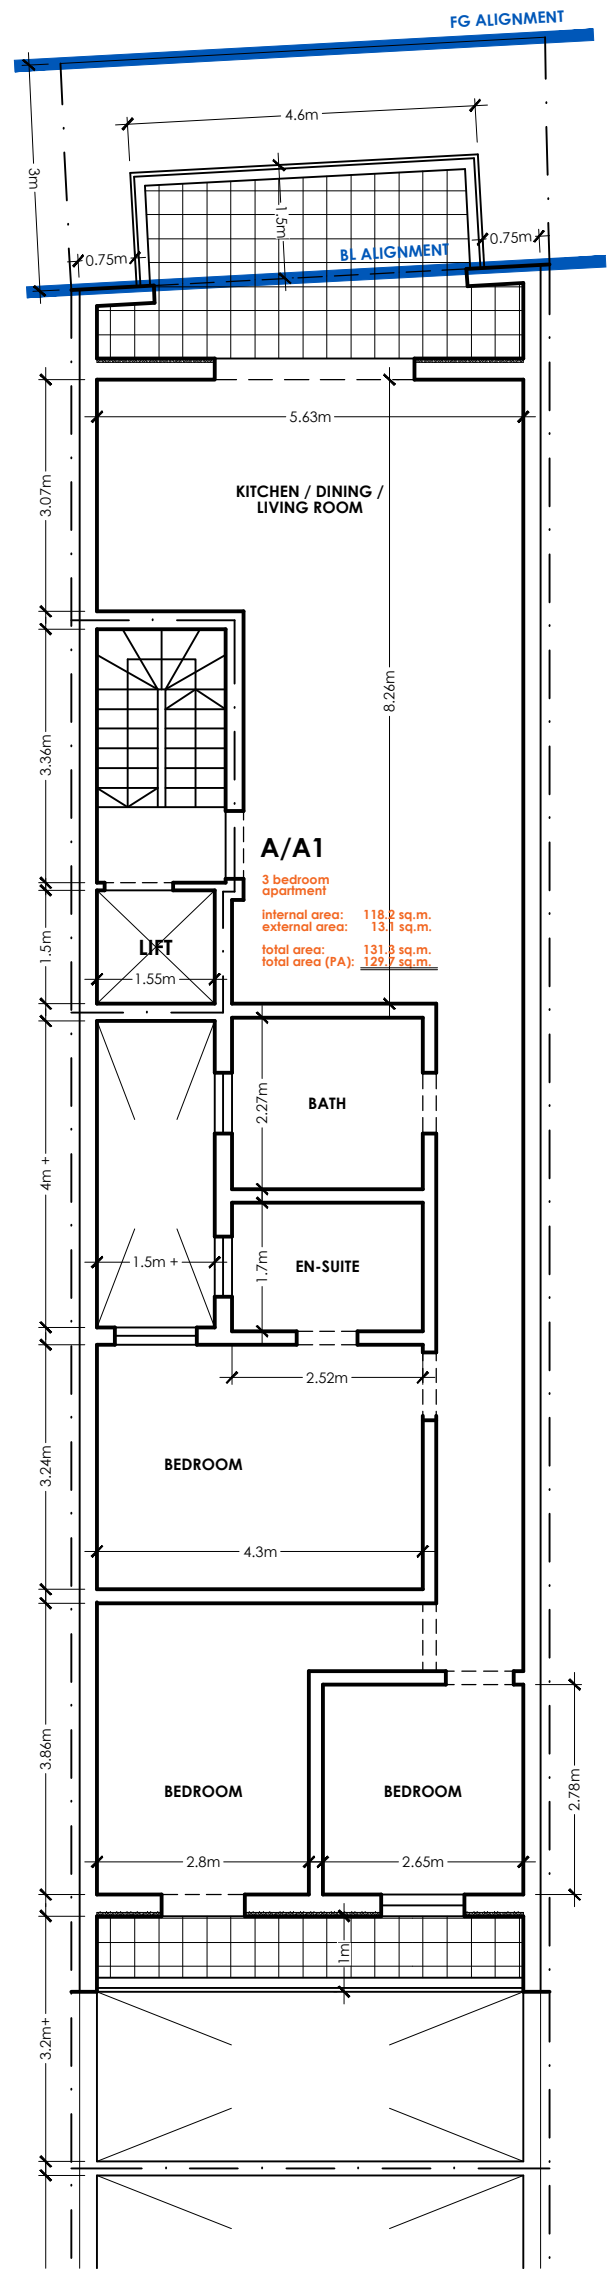 FG ALIGNMENT
4.6m
3m
1.5m
0.75m
0.75m
BL ALIGNMENT
5.63m
3.07m
KITCHEN / DINING /
LIVING ROOM
8.26m
3.36m
A/A1
3 bedroom
apartment
internal area: 118.2 sq.m.
external area: 13.1 sq.m.
total area: 131.3 sq.m.
total area (PA): 129.7 sq.m.
LIFT
1.5m
1.55m
BATH
2.27m
4m +
1.5m +
1.7m
EN-SUITE
2.52m
3.24m
BEDROOM
4.3m
3.86m
BEDROOM
BEDROOM
2.78m
2.8m
2.65m
1m
3.2m+